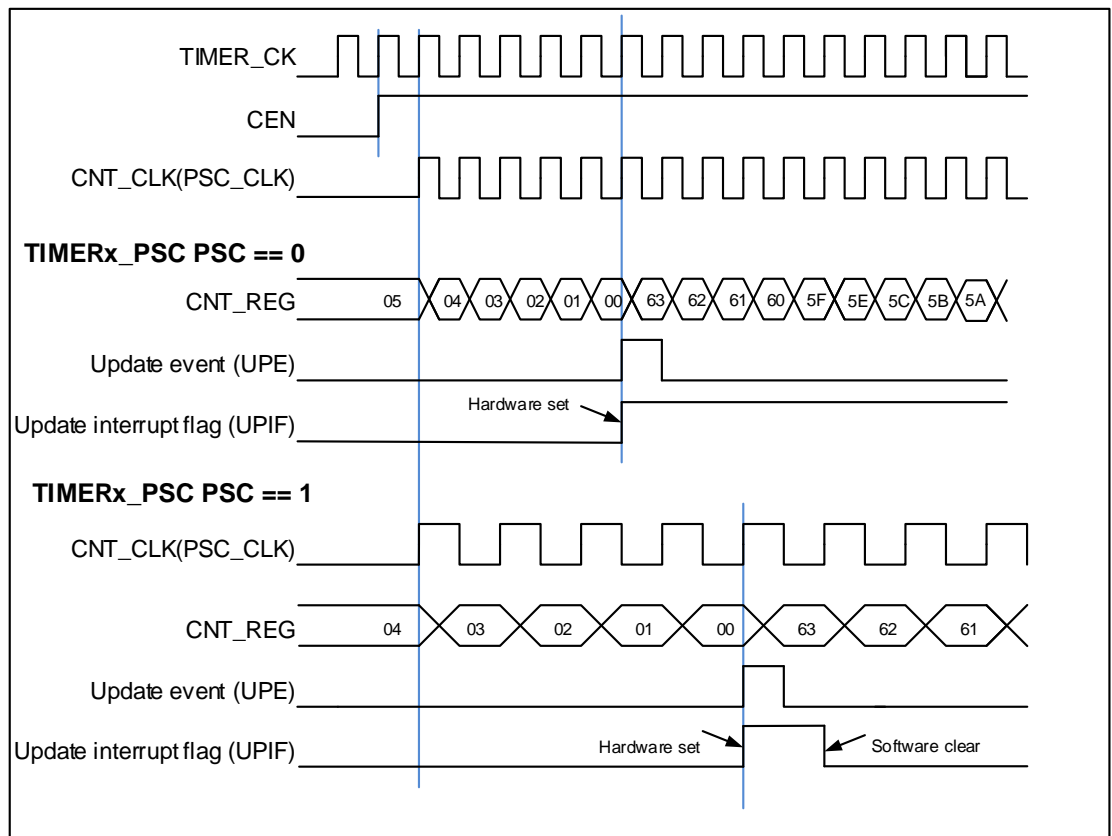 TIMER_CK
CEN
CNT_CLK(PSC_CLK)
TIMERx_PSC PSC == 0
CNT_REG 05 04 03 02 01 00 63 62 61 60 5F 5E 5C 5B 5A
Update event (UPE)
Hardware set
Update interrupt flag (UPIF)
TIMERx_PSC PSC == 1
CNT_CLK(PSC_CLK)
CNT_REG 04 03 02 01 00 63 62 61
Update event (UPE)
Update interrupt flag (UPIF) Hardware set Software clear